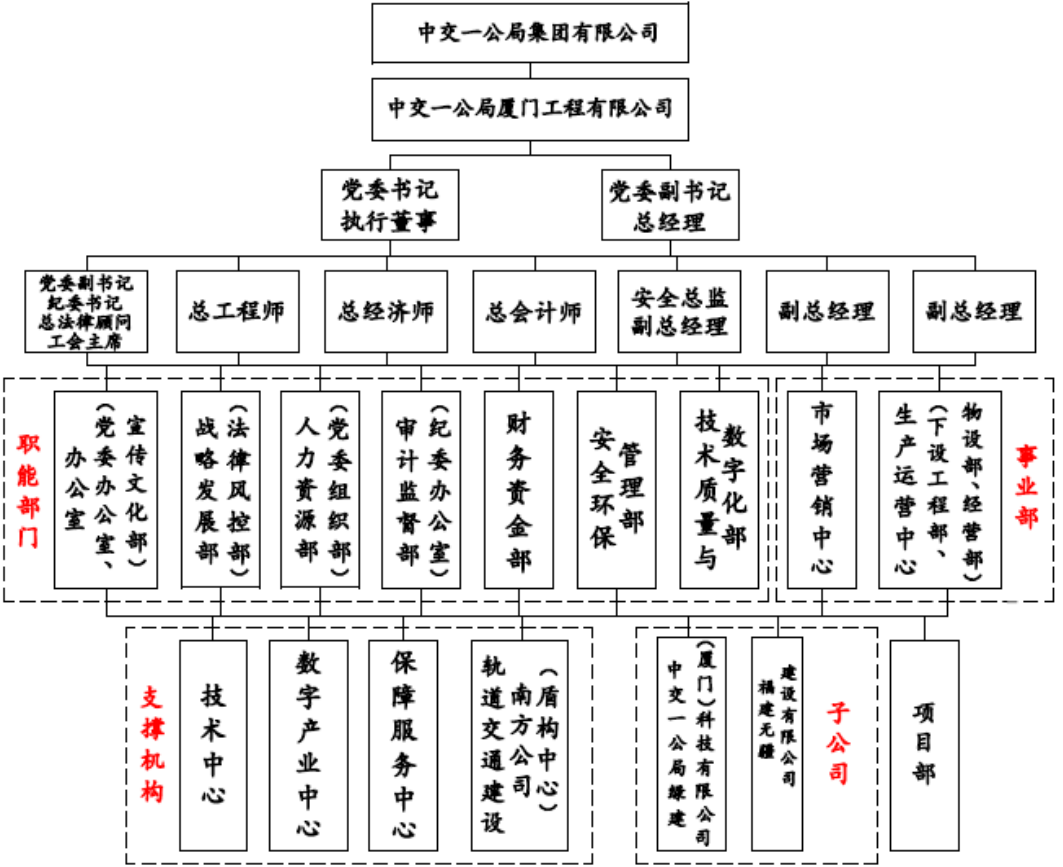 中交一公局集团有限公司
中交一公局厦门工程有限公司
党委书记
执行董事
党委副书记
总经理
党委副书记
纪委书记
总法律顾问
工会主席
总工程师
总经济师
总会计师
安全总监
副总经理
副总经理
副总经理
职能部门
办公室
（党委办公室、
宣传文化部）
战略发展部
（法律风控部）
人力资源部
（党委组织部）
审计监督部
（纪委办公室）
财务资金部
安全环保
管理部
技术质量与
数字化部
市场营销中心
生产运营中心
（下设工程部、
物设部、经营部）
事业部
支撑机构
技术中心
数字产业中心
保障服务中心
轨道交通建设
南方公司
（盾构中心）
中交一公局绿建
（厦门）科技有限公司
福建无疆
建设有限公司
子公司
项目部